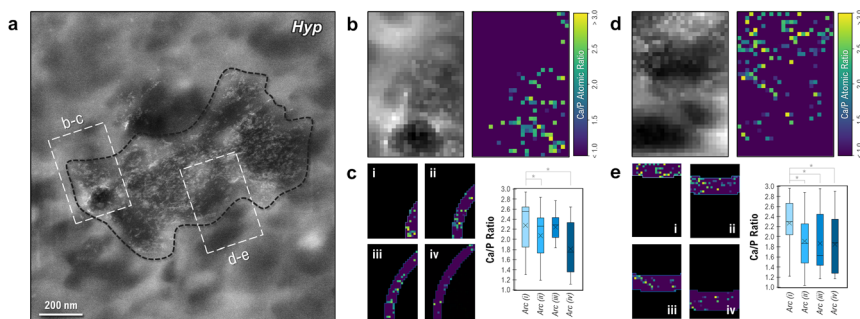 a
Hyp
b-c
d-e
200 nm
b
> 3.0
2.5
2.0
1.5
< 1.0
Ca/P Atomic Ratio
c
i
ii
iii
iv
Ca/P Ratio
3.0
2.8
2.6
2.4
2.2
2.0
1.8
1.6
1.4
1.2
1.0
*
*
Arc (i)
Arc (ii)
Arc (iii)
Arc (iv)
d
> 3.0
2.5
2.0
1.5
< 1.0
Ca/P Atomic Ratio
e
i
ii
iii
iv
Ca/P Ratio
3.0
2.8
2.6
2.4
2.2
2.0
1.8
1.6
1.4
1.2
1.0
*
*
*
Arc (i)
Arc (ii)
Arc (iii)
Arc (iv)